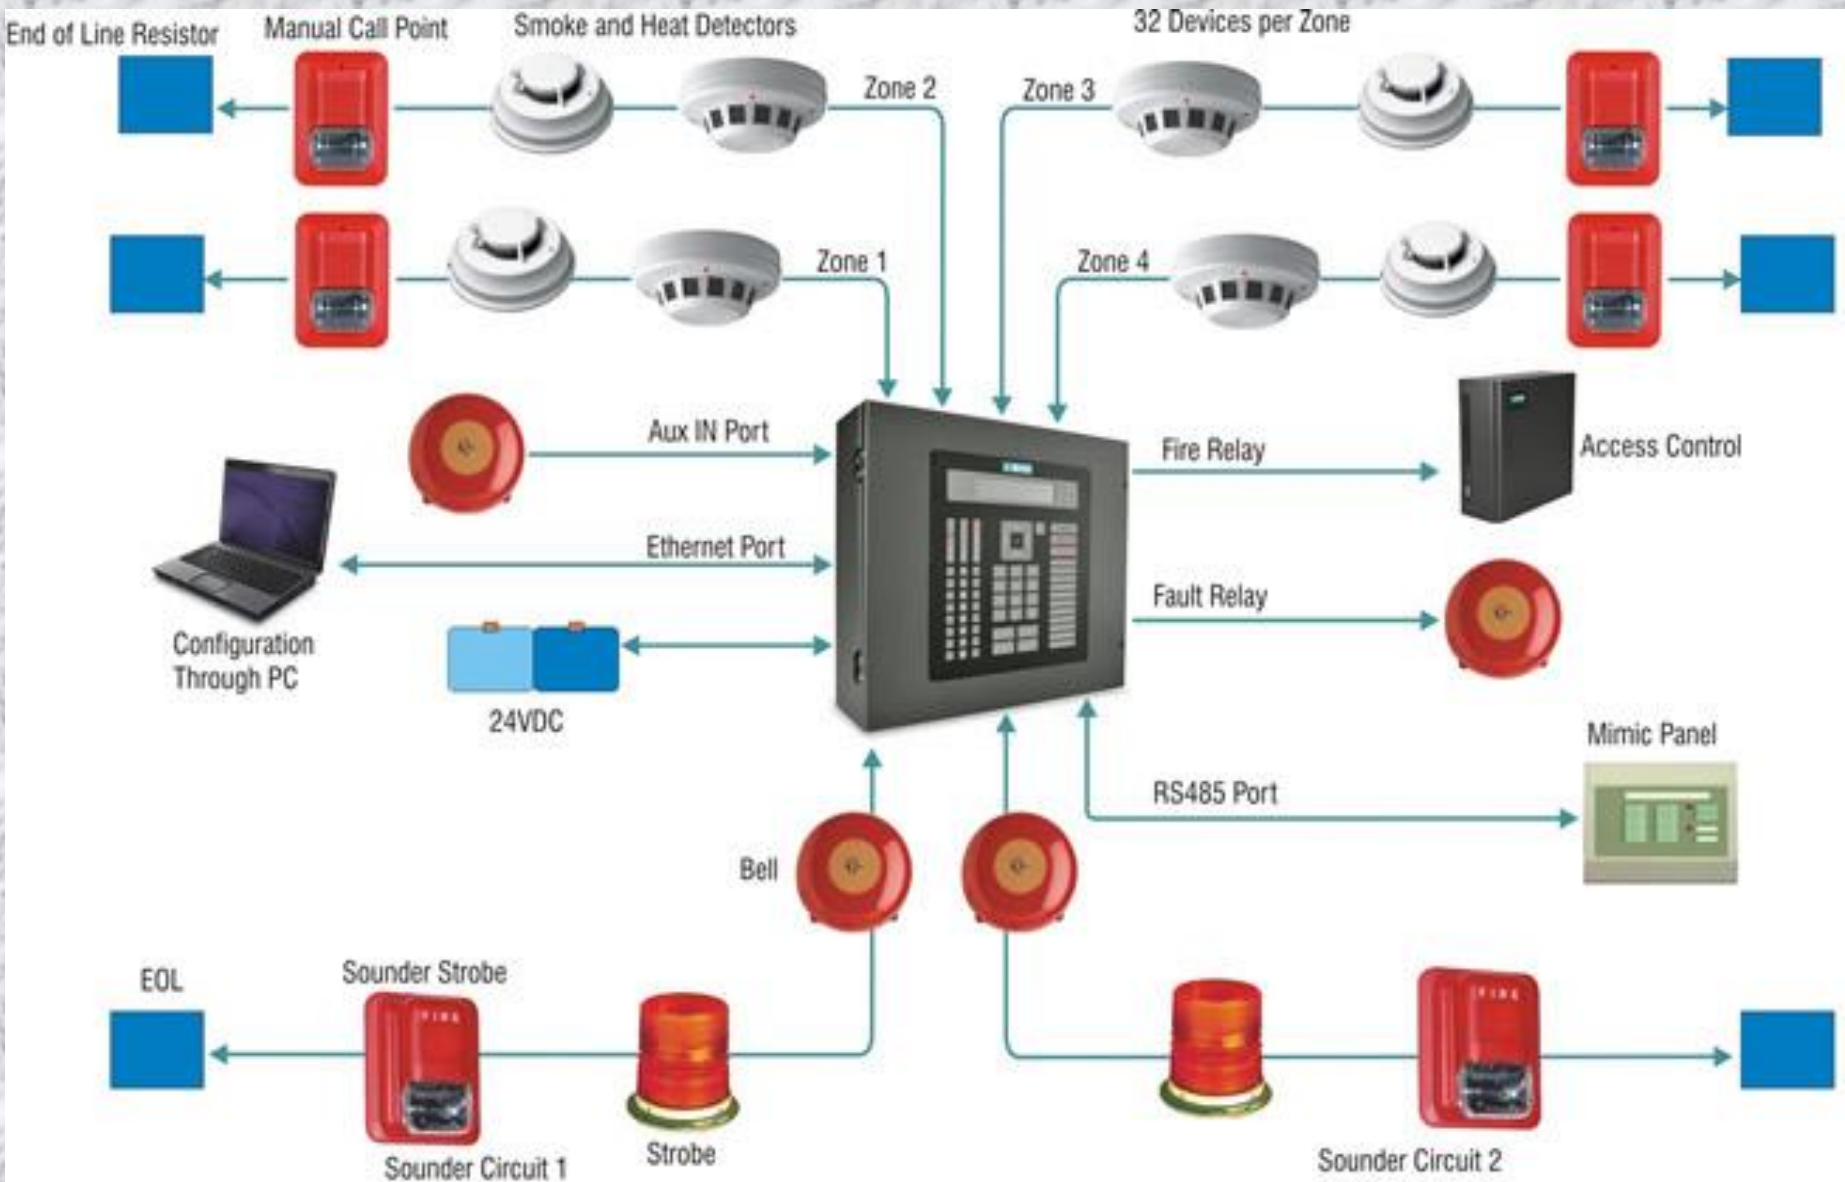 End of Line Resistor
Manual Call Point
Smoke and Heat Detectors
32 Devices per Zone
Zone 2
Zone 3
Zone 1
Zone 4
Aux IN Port
Fire Relay
Access Control
Ethernet Port
Configuration
Through PC
Fault Relay
24VDC
Mimic Panel
RS485 Port
Bell
EOL
Sounder Strobe
FIRE
FIRE
Sounder Circuit 1
Strobe
Sounder Circuit 2